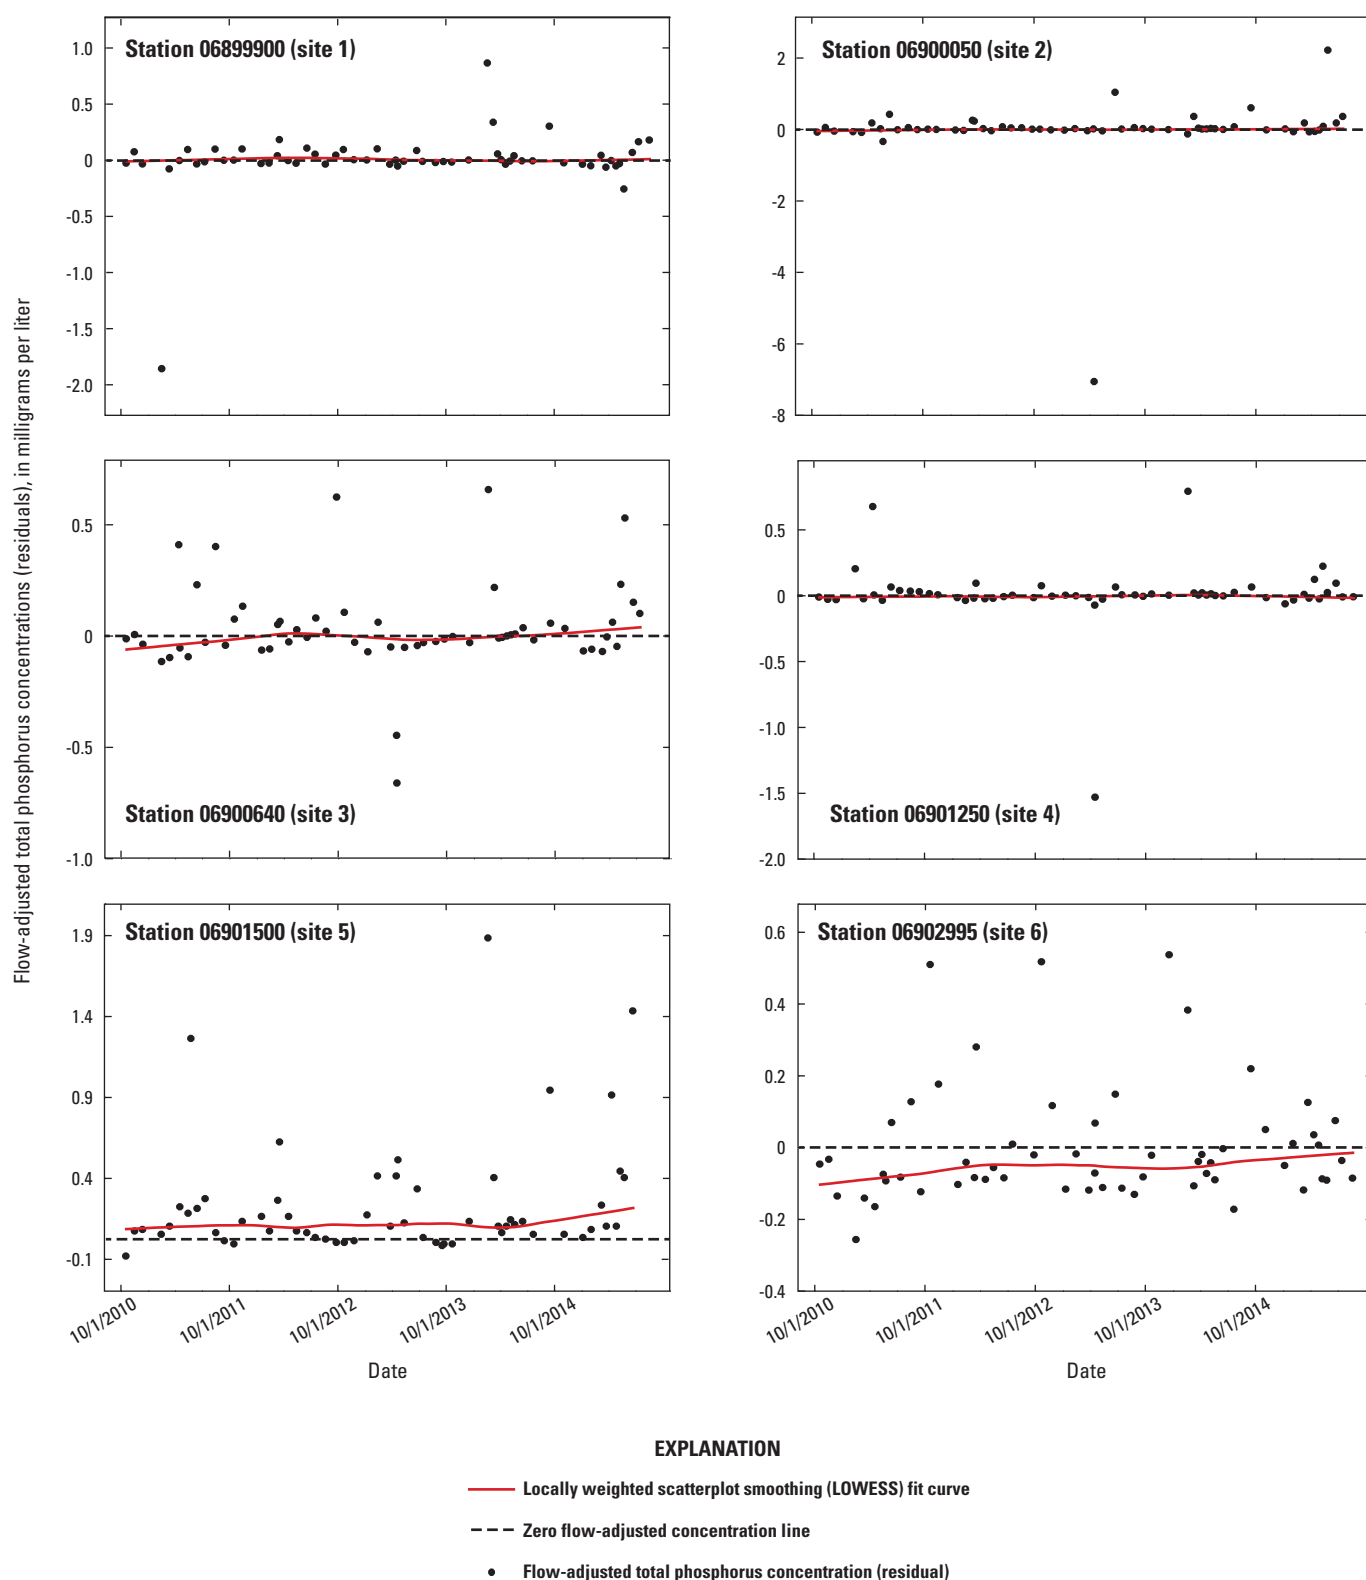 Flow-adjusted total phosphorus concentrations (residuals), in milligrams per liter
Station 06899900 (site 1)
1.0
0.5
0
-0.5
-1.0
-1.5
-2.0
Station 06900050 (site 2)
2
0
-2
-4
-6
-8
Station 06900640 (site 3)
0.5
0
-0.5
-1.0
Station 06901250 (site 4)
0.5
0
-0.5
-1.0
-1.5
-2.0
Station 06901500 (site 5)
1.9
1.4
0.9
0.4
-0.1
10/1/2010 10/1/2011 10/1/2012 10/1/2013 10/1/2014
Date
Station 06902995 (site 6)
0.6
0.4
0.2
0
-0.2
-0.4
10/1/2010 10/1/2011 10/1/2012 10/1/2013 10/1/2014
Date
EXPLANATION
Locally weighted scatterplot smoothing (LOWESS) fit curve
Zero flow-adjusted concentration line
Flow-adjusted total phosphorus concentration (residual)